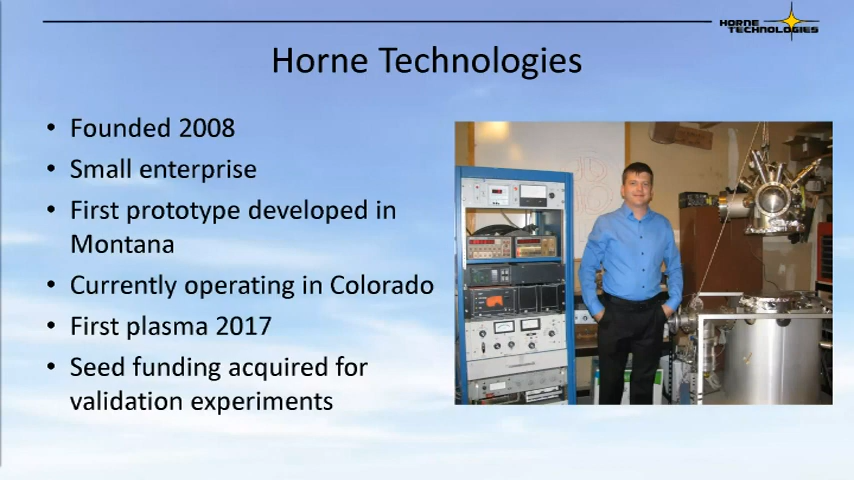 HORNE
TECHNOLOGIES
Horne Technologies
• Founded 2008
• Small enterprise
• First prototype developed in
Montana
• Currently operating in Colorado
• First plasma 2017
• Seed funding acquired for
validation experiments